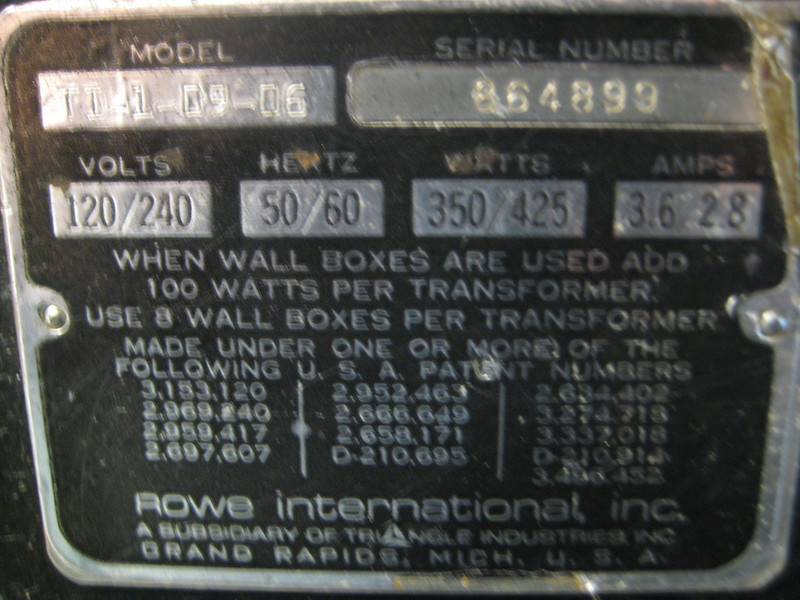 MODEL SERIAL NUMBER
TI-1-D9-06 864899
VOLTS HERTZ WATTS AMPS
120/240 50/60 350/425 3.6 2.8
WHEN WALL BOXES ARE USED ADD
100 WATTS PER TRANSFORMER.
USE 8 WALL BOXES PER TRANSFORMER
MADE UNDER ONE OR MORE OF THE
FOLLOWING U. S. A. PATENT NUMBERS
3,153,120 2,952,463 2,634,402
2,969,240 2,666,649 3,274,718
2,959,417 2,658,171 3,337,018
2,697,607 D-210,695 D-210,914
ROWE international, inc.
A SUBSIDIARY OF TRIANGLE INDUSTRIES, INC.
GRAND RAPIDS, MICH. U. S. A.